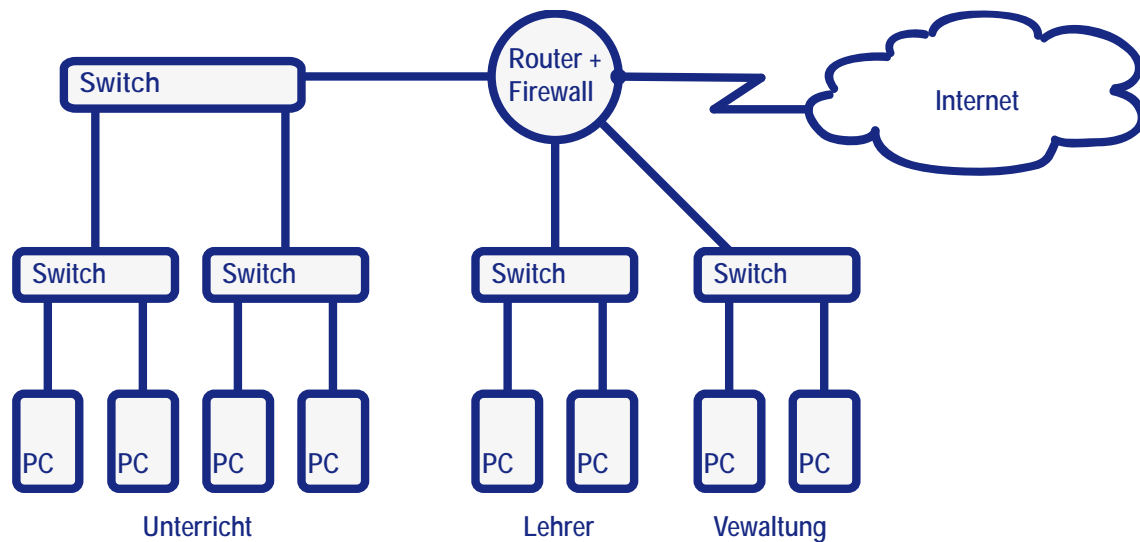 Router +
Firewall
Switch
Internet
Switch
Switch
Switch
Switch
PC
PC
PC
PC
PC
PC
PC
PC
Unterricht
Lehrer
Vewaltung